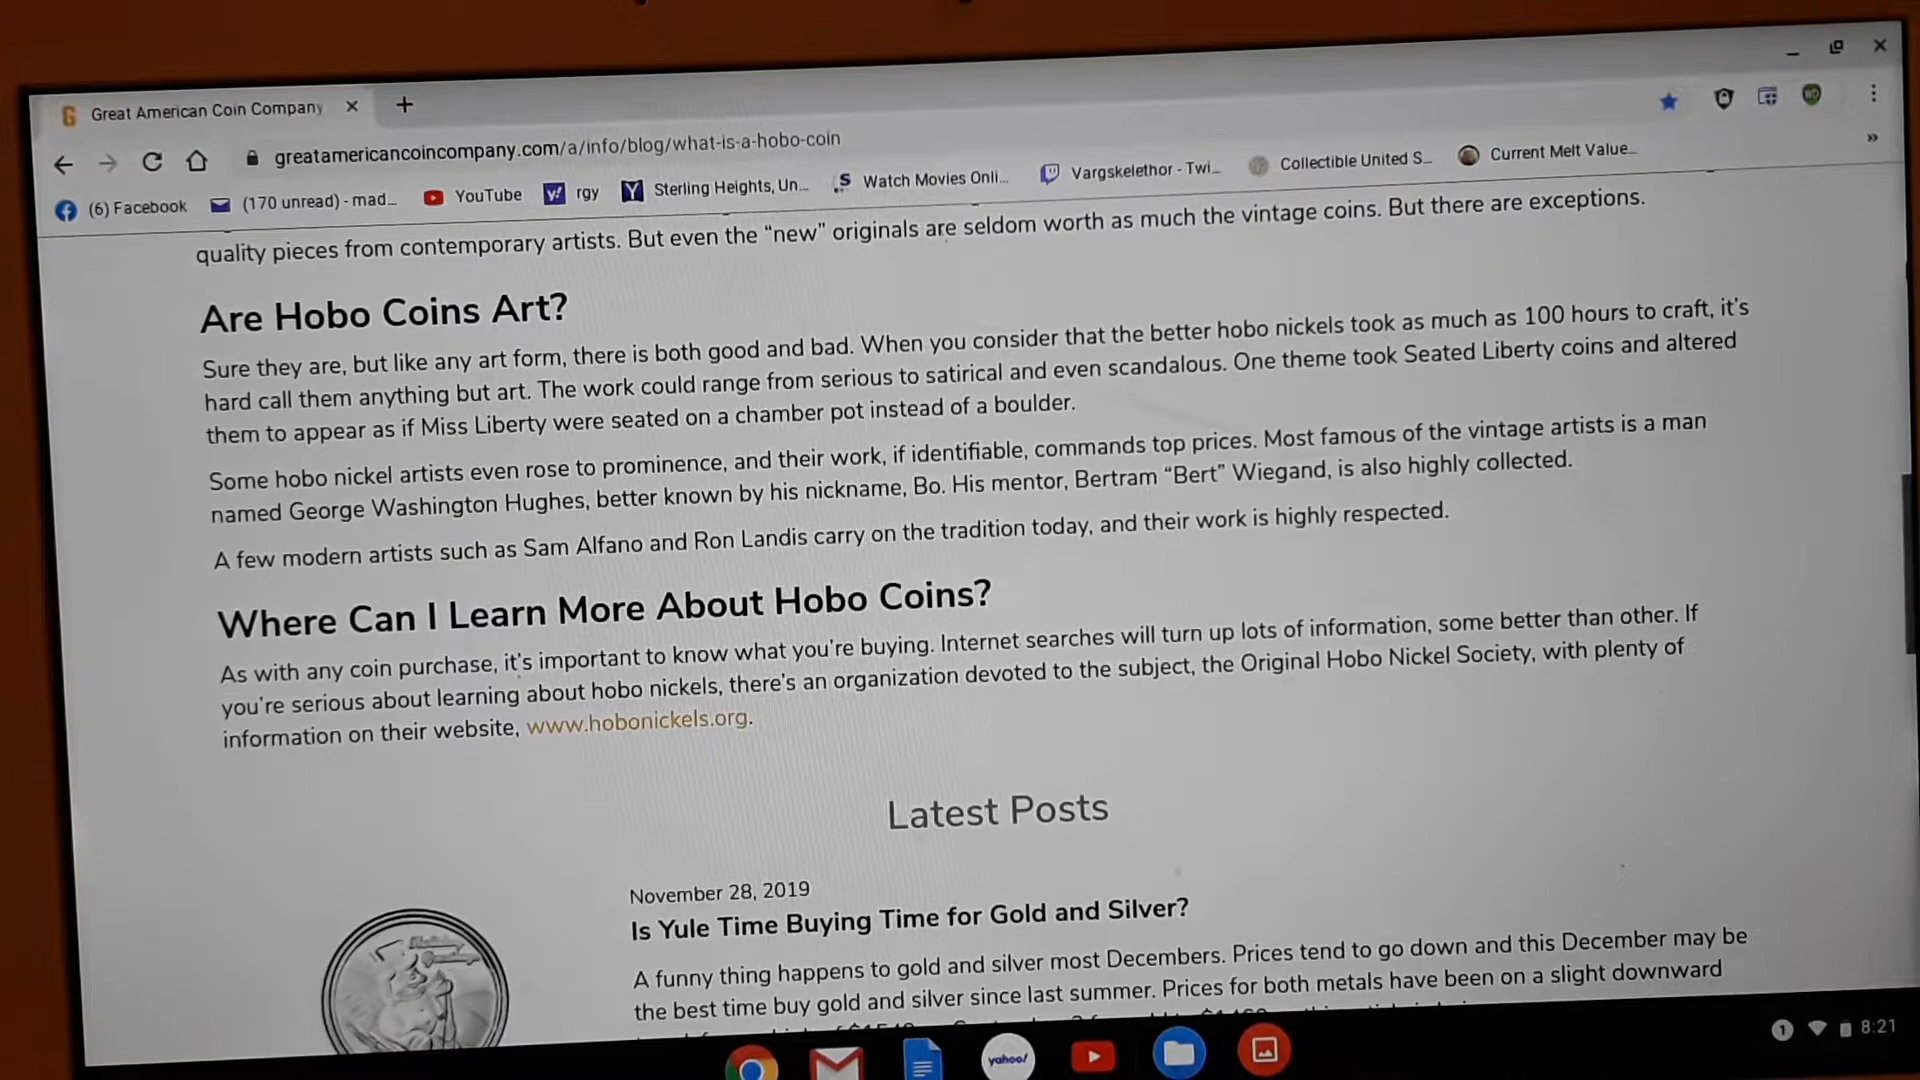 Great American Coin Company
greatamericancoincompany.com/a/info/blog/what-is-a-hobo-coin
(6) Facebook (170 unread) - mad... YouTube rgy Sterling Heights, Un... Watch Movies Onli... Vargskelethor - Twi... Collectible United S... Current Melt Value...
quality pieces from contemporary artists. But even the “new” originals are seldom worth as much the vintage coins. But there are exceptions.
Are Hobo Coins Art?
Sure they are, but like any art form, there is both good and bad. When you consider that the better hobo nickels took as much as 100 hours to craft, it’s
hard call them anything but art. The work could range from serious to satirical and even scandalous. One theme took Seated Liberty coins and altered
them to appear as if Miss Liberty were seated on a chamber pot instead of a boulder.
Some hobo nickel artists even rose to prominence, and their work, if identifiable, commands top prices. Most famous of the vintage artists is a man
named George Washington Hughes, better known by his nickname, Bo. His mentor, Bertram “Bert” Wiegand, is also highly collected.
A few modern artists such as Sam Alfano and Ron Landis carry on the tradition today, and their work is highly respected.
Where Can I Learn More About Hobo Coins?
As with any coin purchase, it’s important to know what you’re buying. Internet searches will turn up lots of information, some better than other. If
you’re serious about learning about hobo nickels, there’s an organization devoted to the subject, the Original Hobo Nickel Society, with plenty of
information on their website, www.hobonickels.org.
Latest Posts
November 28, 2019
Is Yule Time Buying Time for Gold and Silver?
A funny thing happens to gold and silver most Decembers. Prices tend to go down and this December may be
the best time buy gold and silver since last summer. Prices for both metals have been on a slight downward
yahoo!
1 8:21